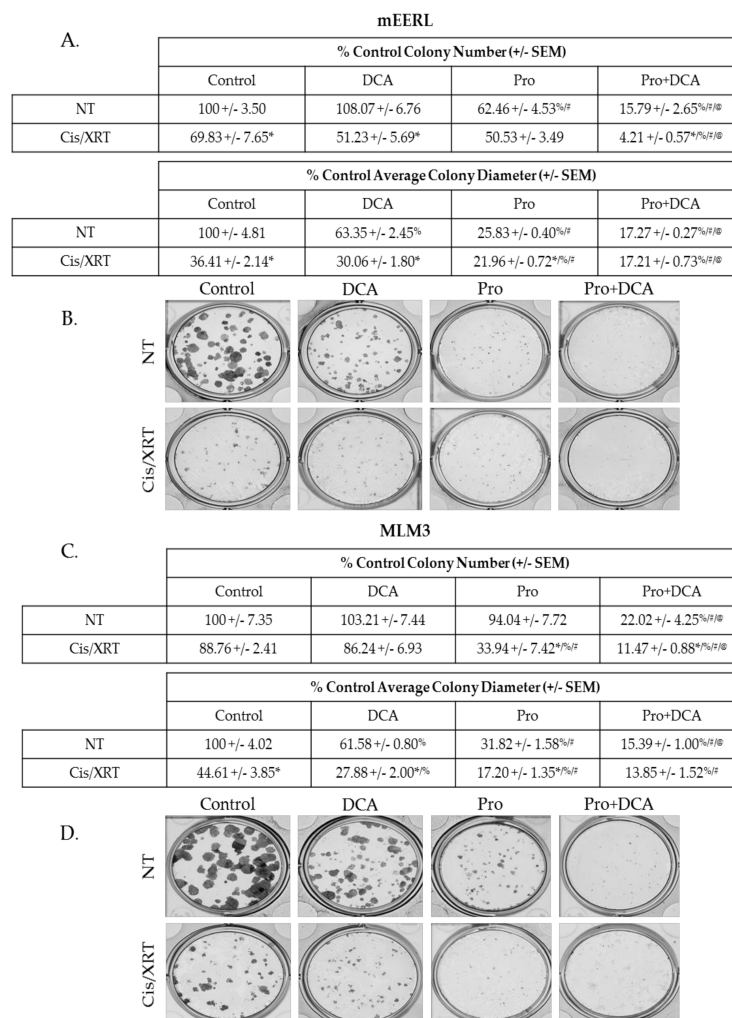 mEERL
A.
% Control Colony Number (+/- SEM)
Control DCA Pro Pro+DCA
NT 100 +/- 3.50 108.07 +/- 6.76 62.46 +/- 4.53%/# 15.79 +/- 2.65%/#/@
Cis/XRT 69.83 +/- 7.65* 51.23 +/- 5.69* 50.53 +/- 3.49 4.21 +/- 0.57*/%/#/@
% Control Average Colony Diameter (+/- SEM)
Control DCA Pro Pro+DCA
NT 100 +/- 4.81 63.35 +/- 2.45% 25.83 +/- 0.40%/# 17.27 +/- 0.27%/#/@
Cis/XRT 36.41 +/- 2.14* 30.06 +/- 1.80* 21.96 +/- 0.72*/%/# 17.21 +/- 0.73%/#/@
Control DCA Pro Pro+DCA
B.
NT
Cis/XRT
MLM3
C.
% Control Colony Number (+/- SEM)
Control DCA Pro Pro+DCA
NT 100 +/- 7.35 103.21 +/- 7.44 94.04 +/- 7.72 22.02 +/- 4.25%/#/@
Cis/XRT 88.76 +/- 2.41 86.24 +/- 6.93 33.94 +/- 7.42*/%/# 11.47 +/- 0.88*/%/#/@
% Control Average Colony Diameter (+/- SEM)
Control DCA Pro Pro+DCA
NT 100 +/- 4.02 61.58 +/- 0.80% 31.82 +/- 1.58%/# 15.39 +/- 1.00%/#/@
Cis/XRT 44.61 +/- 3.85* 27.88 +/- 2.00*/% 17.20 +/- 1.35*/%/# 13.85 +/- 1.52%/#
Control DCA Pro Pro+DCA
D.
NT
Cis/XRT